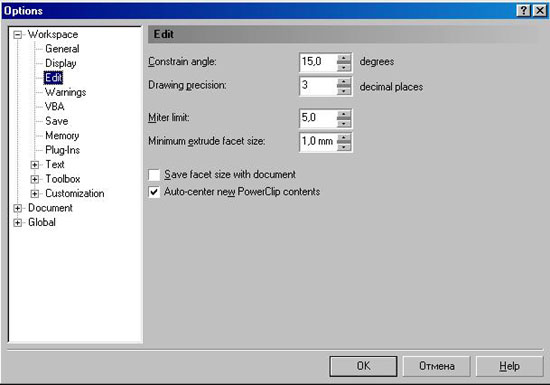 Options
Workspace
General
Display
Edit
Warnings
VBA
Save
Memory
Plug-Ins
Text
Toolbox
Customization
Document
Global
Edit
Constrain angle: 15,0 degrees
Drawing precision: 3 decimal places
Miter limit: 5,0
Minimum extrude facet size: 1,0 mm
Save facet size with document
Auto-center new PowerClip contents
OK Отмена Help